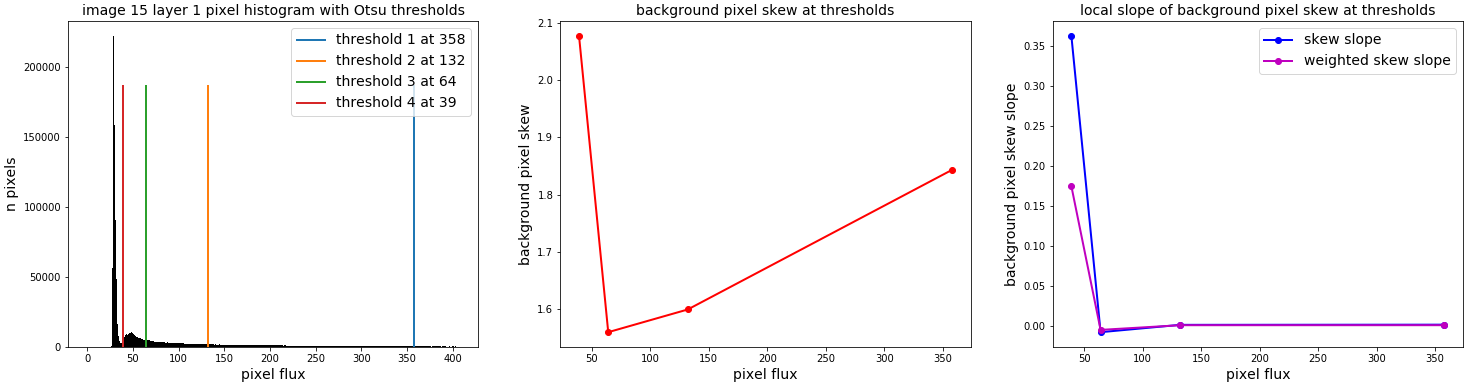 image 15 layer 1 pixel histogram with Otsu thresholds
n pixels
200000
150000
100000
50000
0
threshold 1 at 358
threshold 2 at 132
threshold 3 at 64
threshold 4 at 39
0 50 100 150 200 250 300 350 400
pixel flux
background pixel skew at thresholds
background pixel skew
2.1
2.0
1.9
1.8
1.7
1.6
50 100 150 200 250 300 350
pixel flux
local slope of background pixel skew at thresholds
background pixel skew slope
0.35
0.30
0.25
0.20
0.15
0.10
0.05
0.00
skew slope
weighted skew slope
50 100 150 200 250 300 350
pixel flux